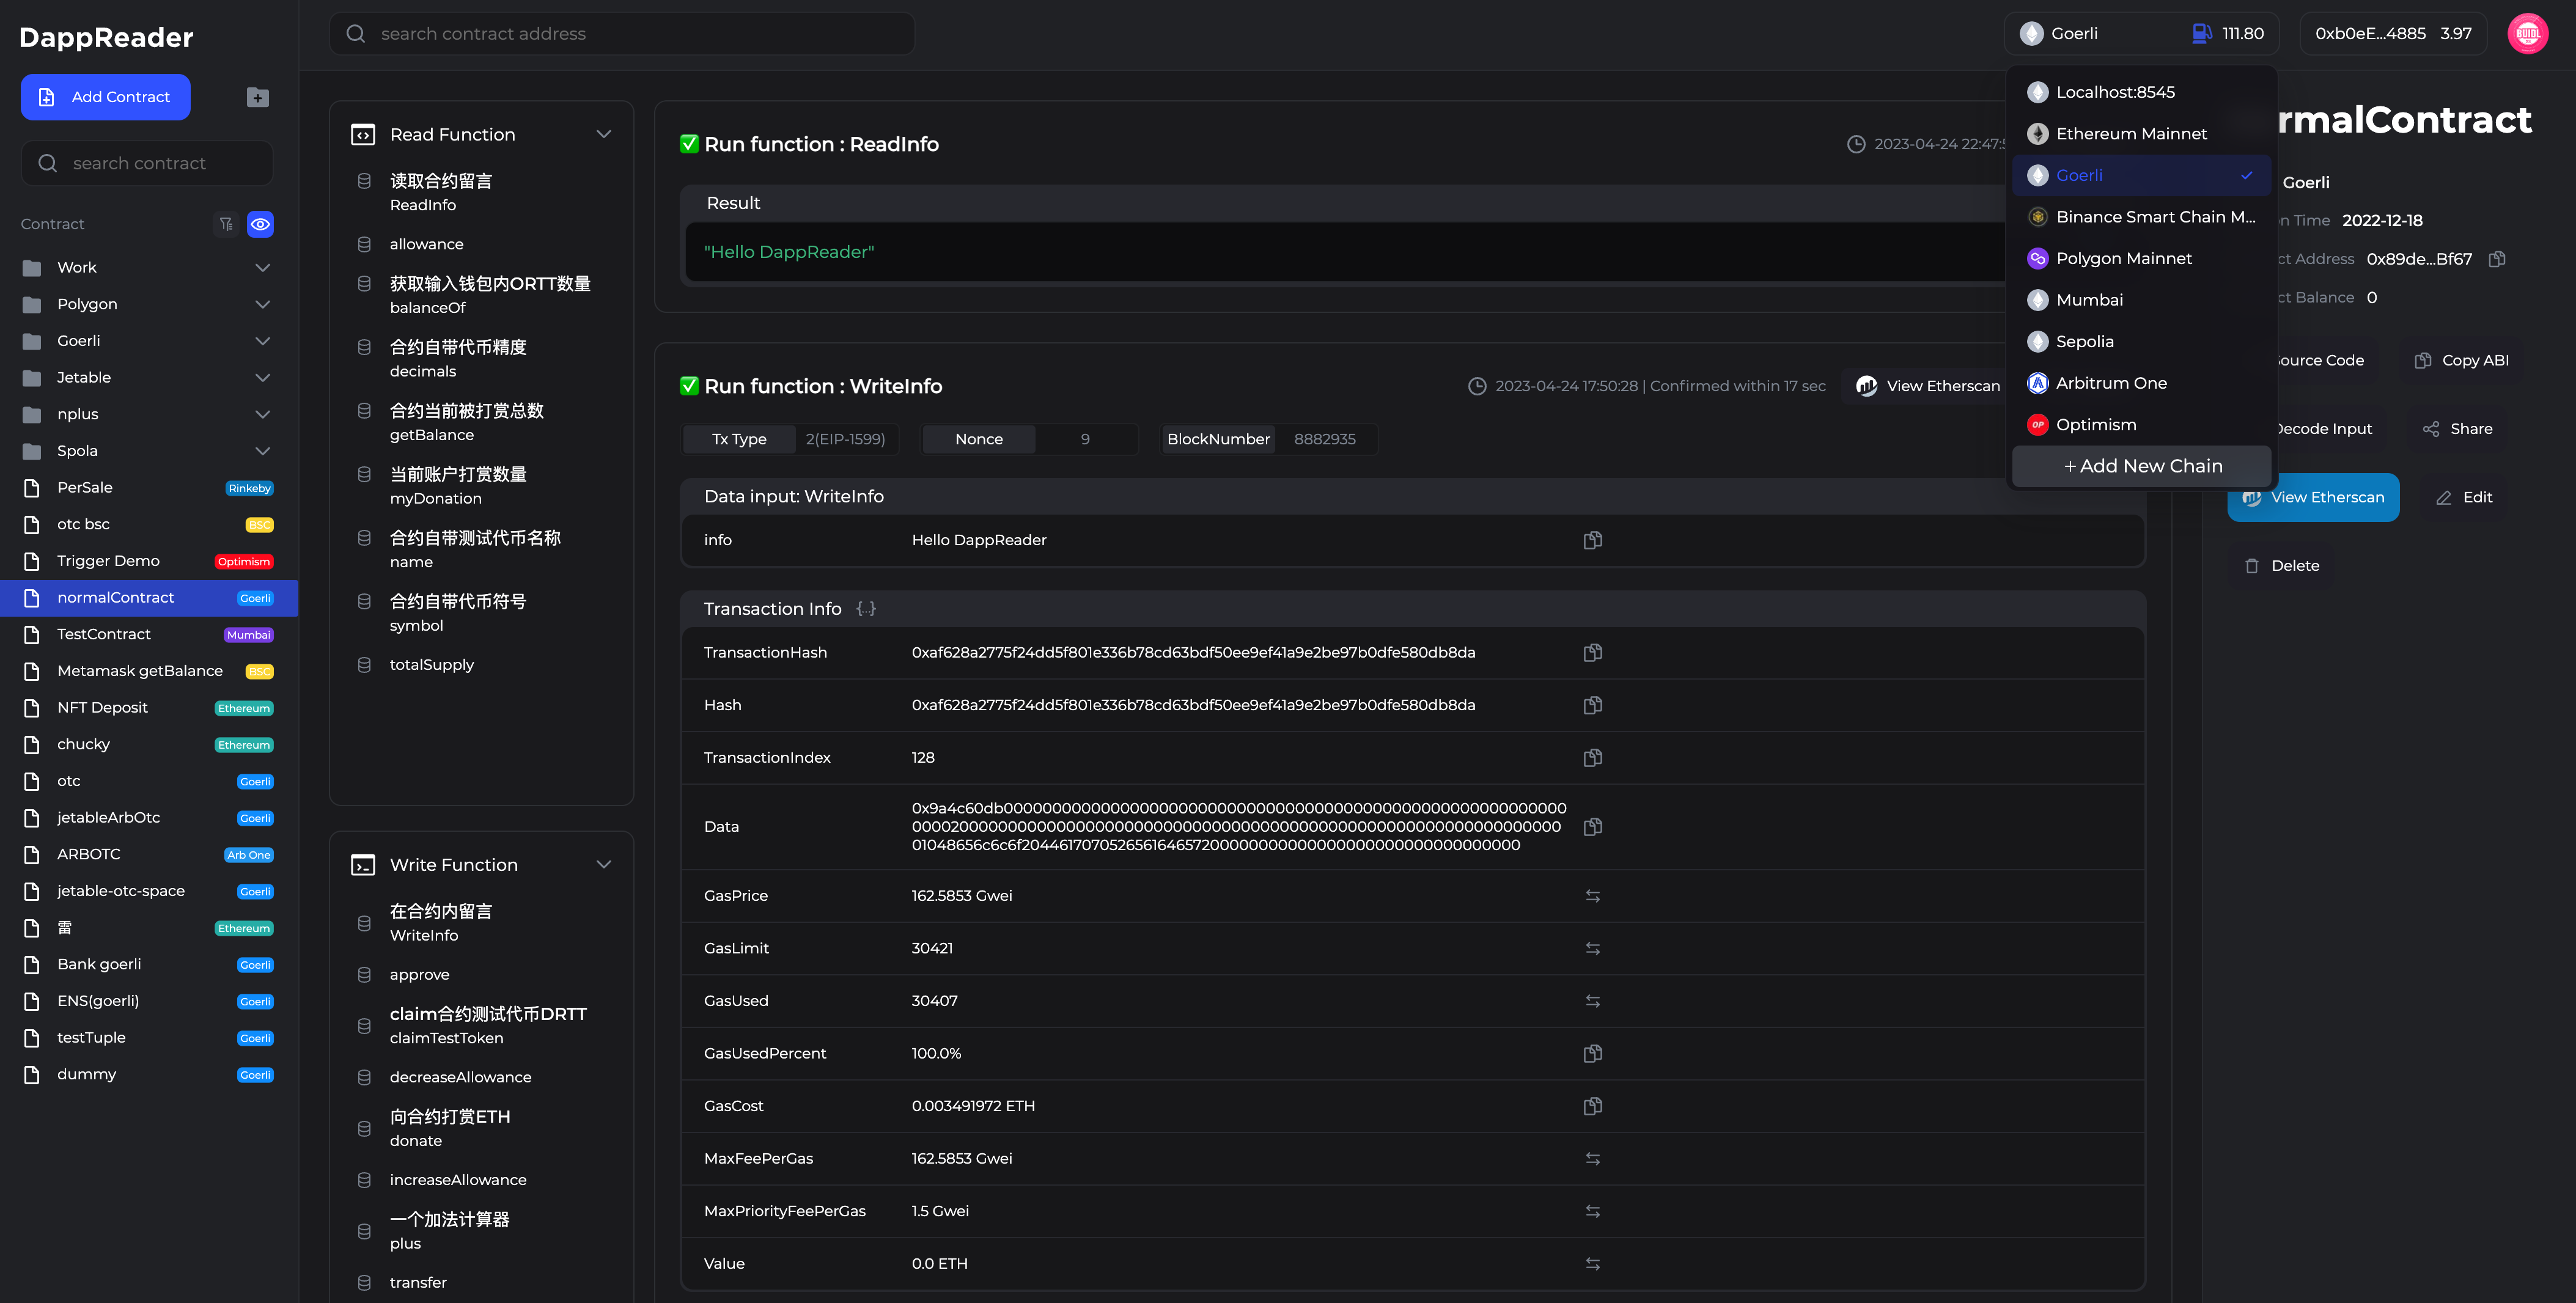 DappReader
Add Contract
search contract
Contract
Work
Polygon
Goerli
Jetable
nplus
Spola
PerSale Rinkeby
otc bsc BSC
Trigger Demo Optimism
normalContract Goerli
TestContract Mumbai
Metamask getBalance BSC
NFT Deposit Ethereum
chucky Ethereum
otc Goerli
jetableArbOtc Goerli
ARBOTC Arb One
jetable-otc-space Goerli
雷 Ethereum
Bank goerli Goerli
ENS(goerli) Goerli
testTuple Goerli
dummy Goerli
search contract address
Goerli 111.80
0xb0eE...4885 3.97
BUIDL
Read Function
读取合约留言
ReadInfo
allowance
获取输入钱包内ORTT数量
balanceOf
合约自带代币精度
decimals
合约当前被打赏总数
getBalance
当前账户打赏数量
myDonation
合约自带测试代币名称
name
合约自带代币符号
symbol
totalSupply
Write Function
在合约内留言
WriteInfo
approve
claim合约测试代币DRTT
claimTestToken
decreaseAllowance
向合约打赏ETH
donate
increaseAllowance
一个加法计算器
plus
transfer
Run function : ReadInfo 2023-04-24 22:47:
Result
"Hello DappReader"
Run function : WriteInfo 2023-04-24 17:50:28 | Confirmed within 17 sec View Etherscan
Tx Type 2(EIP-1599) Nonce 9 BlockNumber 8882935
Data input: WriteInfo
info Hello DappReader
Transaction Info {...}
TransactionHash 0xaf628a2775f24dd5f801e336b78cd63bdf50ee9ef41a9e2be97b0dfe580db8da
Hash 0xaf628a2775f24dd5f801e336b78cd63bdf50ee9ef41a9e2be97b0dfe580db8da
TransactionIndex 128
Data
GasPrice 162.5853 Gwei
GasLimit 30421
GasUsed 30407
GasUsedPercent 100.0%
GasCost 0.003491972 ETH
MaxFeePerGas 162.5853 Gwei
MaxPriorityFeePerGas 1.5 Gwei
Value 0.0 ETH
Localhost:8545
Ethereum Mainnet
Goerli
Binance Smart Chain M...
Polygon Mainnet
Mumbai
Sepolia
Arbitrum One
OP Optimism
+ Add New Chain
rmalContract
Goerli
n Time 2022-12-18
ct Address 0x89de...Bf67
ct Balance 0
ource Code Copy ABI
Decode Input Share
View Etherscan Edit
Delete